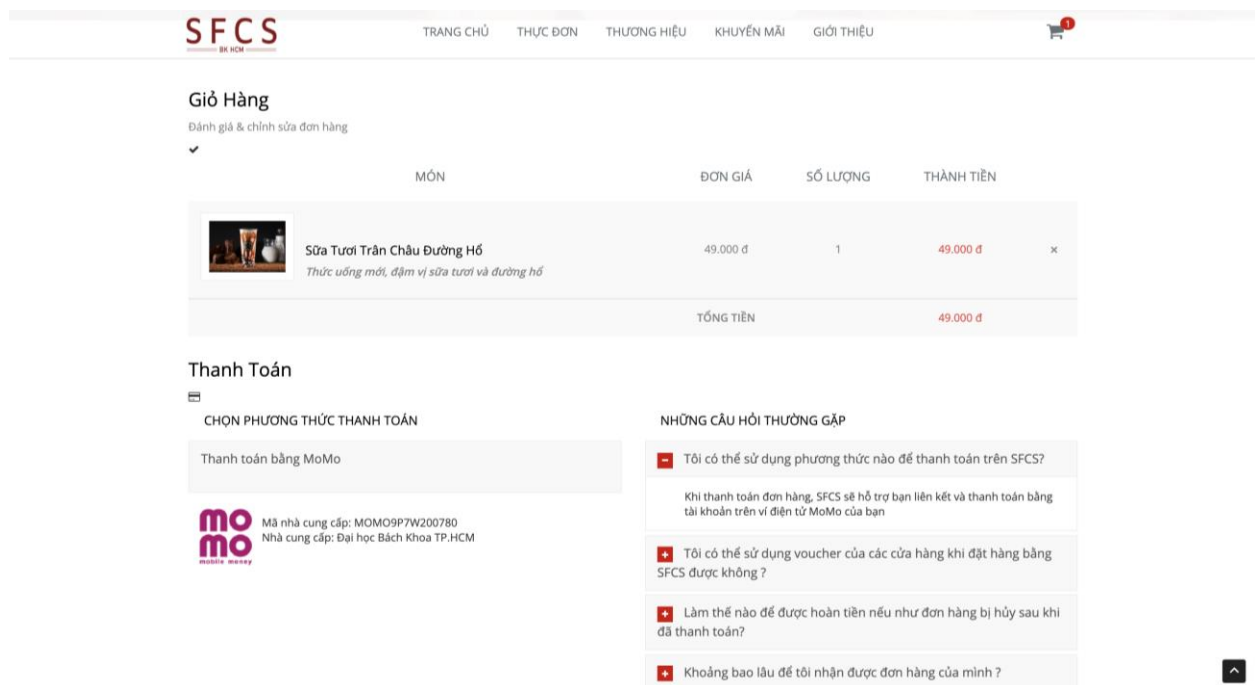 SFCS
BK HCM
TRANG CHỦ THỰC ĐƠN THƯƠNG HIỆU KHUYẾN MÃI GIỚI THIỆU
1
Giỏ Hàng
Đánh giá & chỉnh sửa đơn hàng
MÓN ĐƠN GIÁ SỐ LƯỢNG THÀNH TIỀN
Sữa Tươi Trân Châu Đường Hổ 49.000 đ 1 49.000 đ ×
Thức uống mới, đậm vị sữa tươi và đường hổ
TỔNG TIỀN 49.000 đ
Thanh Toán
CHỌN PHƯƠNG THỨC THANH TOÁN
Thanh toán bằng MoMo
mo
mo
mobile money
Mã nhà cung cấp: MOMO9P7W200780
Nhà cung cấp: Đại học Bách Khoa TP.HCM
NHỮNG CÂU HỎI THƯỜNG GẶP
Tôi có thể sử dụng phương thức nào để thanh toán trên SFCS?
Khi thanh toán đơn hàng, SFCS sẽ hỗ trợ bạn liên kết và thanh toán bằng
tài khoản trên ví điện tử MoMo của bạn
Tôi có thể sử dụng voucher của các cửa hàng khi đặt hàng bằng
SFCS được không ?
Làm thế nào để được hoàn tiền nếu như đơn hàng bị hủy sau khi
đã thanh toán?
Khoảng bao lâu để tôi nhận được đơn hàng của mình ?